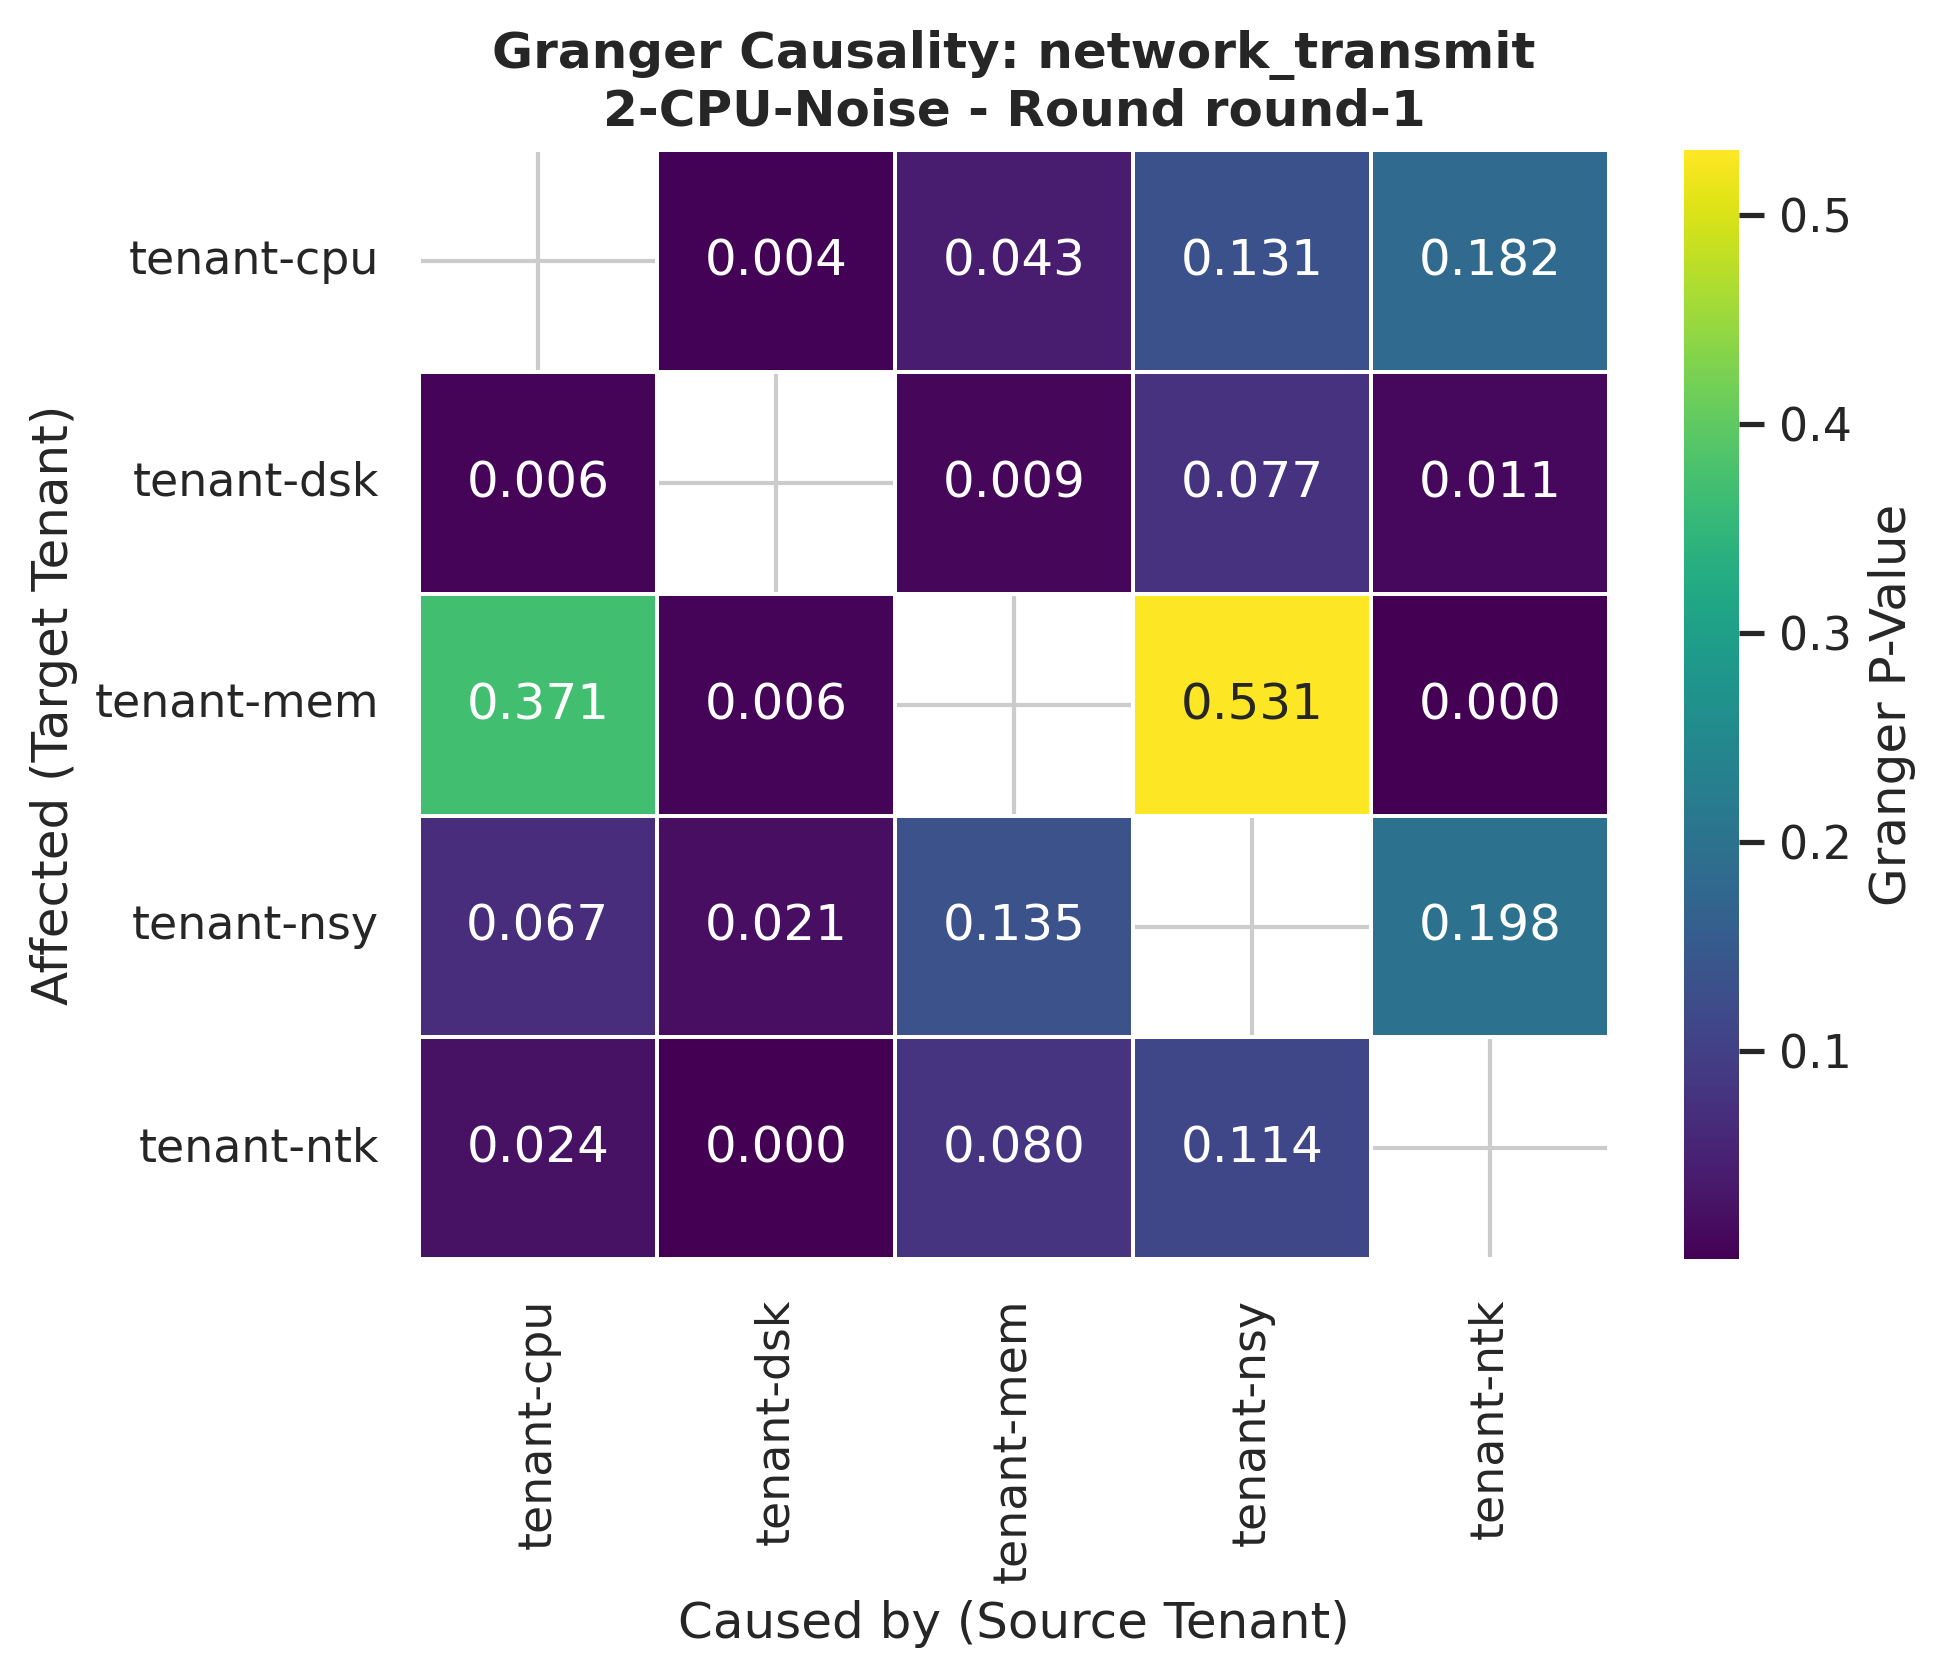 Granger Causality: network_transmit
2-CPU-Noise - Round round-1
Affected (Target Tenant)
tenant-cpu
0.004 0.043 0.131 0.182
tenant-dsk
0.006 0.009 0.077 0.011
tenant-mem
0.371 0.006 0.531 0.000
tenant-nsy
0.067 0.021 0.135 0.198
tenant-ntk
0.024 0.000 0.080 0.114
tenant-cpu
tenant-dsk
tenant-mem
tenant-nsy
tenant-ntk
Caused by (Source Tenant)
0.5
0.4
0.3
0.2
0.1
Granger P-Value